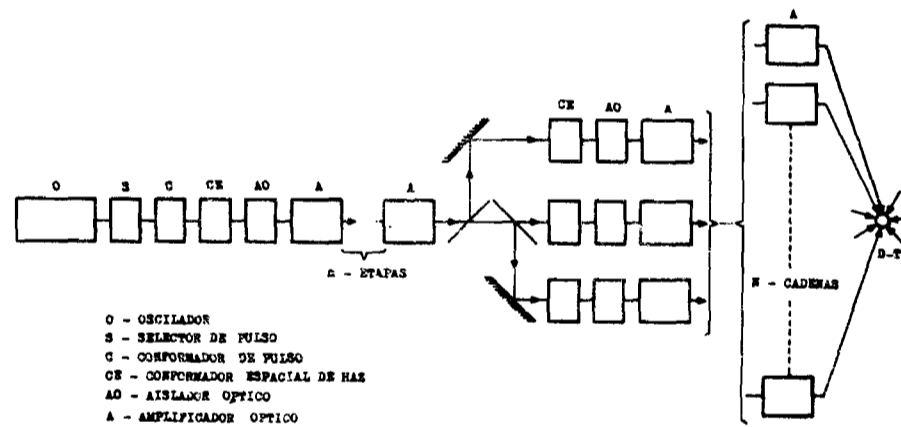 A
CE AO A
O S C CE AO A A
D-T
n - ETAPAS
N - CADENAS
O - OSCILADOR
S - SELECTOR DE PULSO
C - CONFORMADOR DE PULSO
CE - CONFORMADOR ESPACIAL DE HAZ
AO - AISLADOR OPTICO
A - AMPLIFICADOR OPTICO